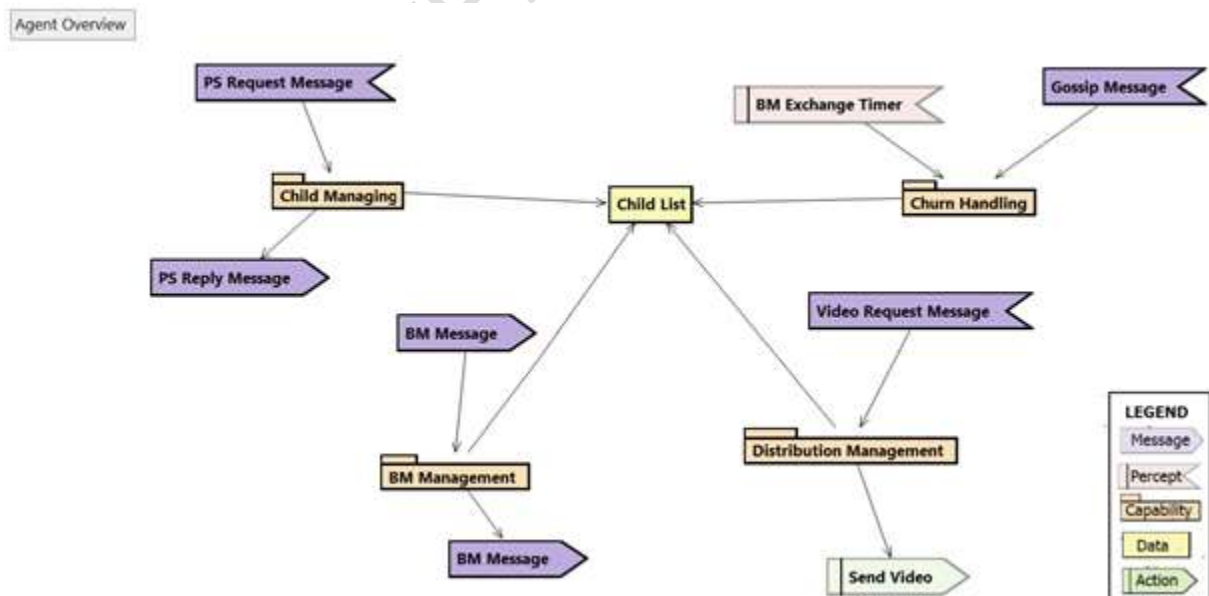 Agent Overview
PS Request Message
BM Exchange Timer
Gossip Message
Child Managing
Child List
Churn Handling
PS Reply Message
BM Message
Video Request Message
BM Management
Distribution Management
BM Message
Send Video
LEGEND
Message
Percept
Capability
Data
Action